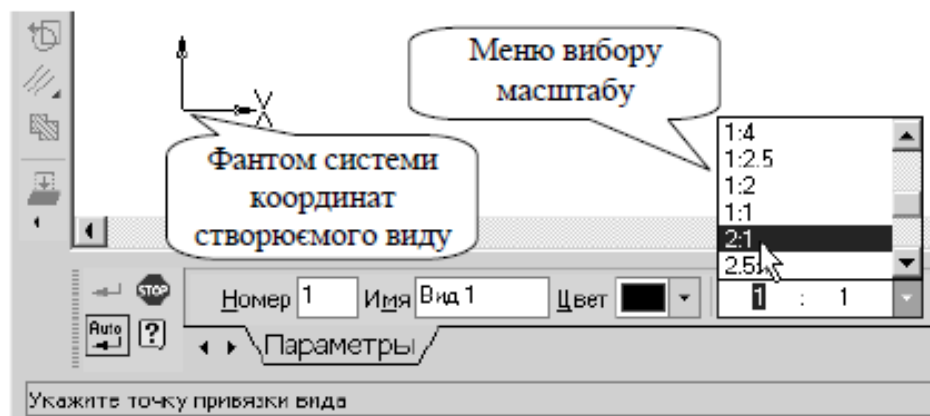 Меню вибору
масштабу
X
Фантом системи
координат
створюємого виду
1:4
1:2.5
1:2
1:1
2:1
2.5:
Номер 1 Имя Вид 1 Цвет 1 : 1
STOP
Auto
?
Параметры
Укажите точку привязки вида